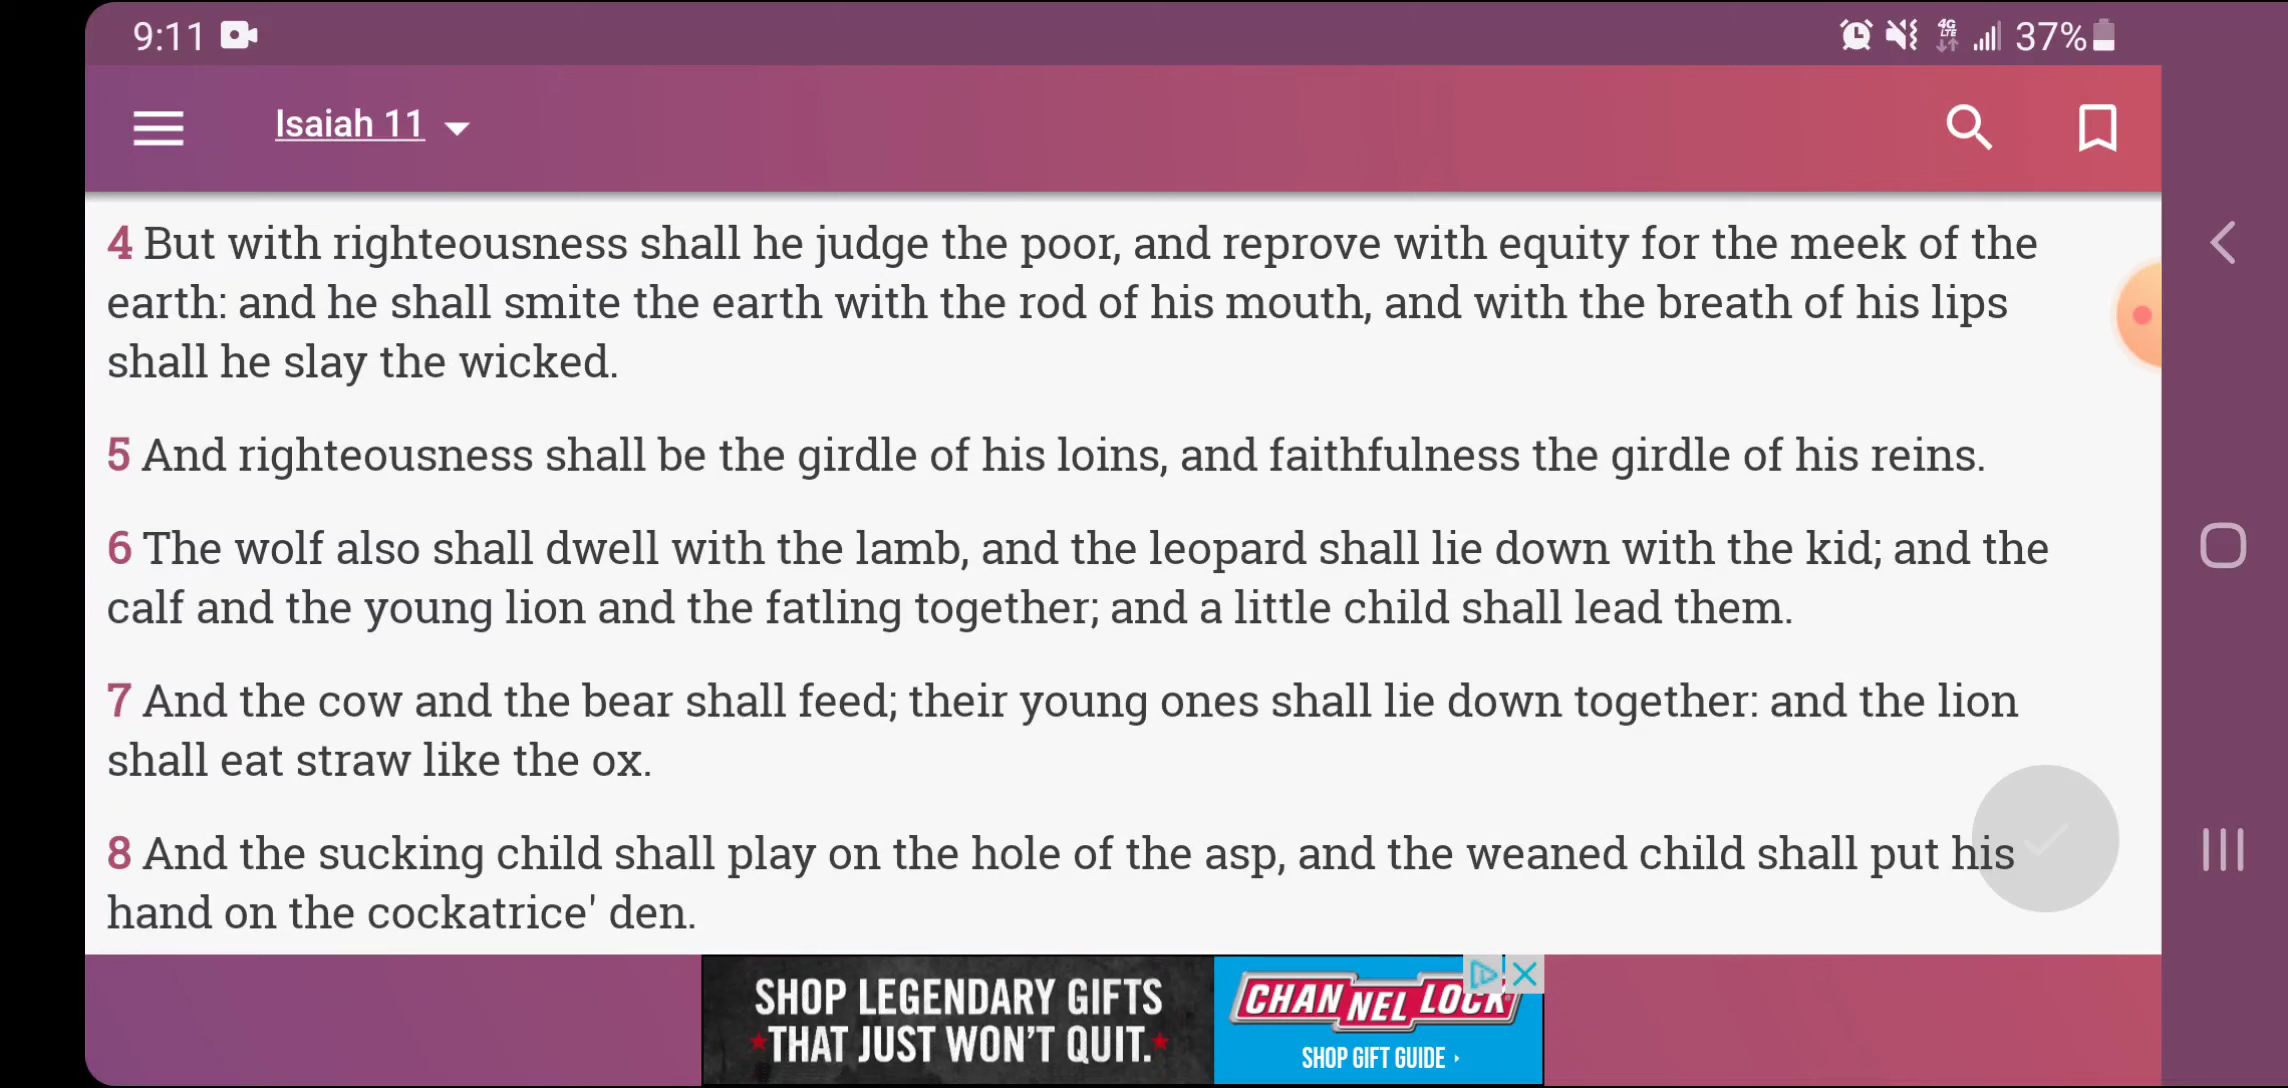 9:11
4G LTE 37%
Isaiah 11
4 But with righteousness shall he judge the poor, and reprove with equity for the meek of the
earth: and he shall smite the earth with the rod of his mouth, and with the breath of his lips
shall he slay the wicked.
5 And righteousness shall be the girdle of his loins, and faithfulness the girdle of his reins.
6 The wolf also shall dwell with the lamb, and the leopard shall lie down with the kid; and the
calf and the young lion and the fatling together; and a little child shall lead them.
7 And the cow and the bear shall feed; their young ones shall lie down together: and the lion
shall eat straw like the ox.
8 And the sucking child shall play on the hole of the asp, and the weaned child shall put his
hand on the cockatrice' den.
SHOP LEGENDARY GIFTS
THAT JUST WON'T QUIT.
CHANNELLOCK
SHOP GIFT GUIDE